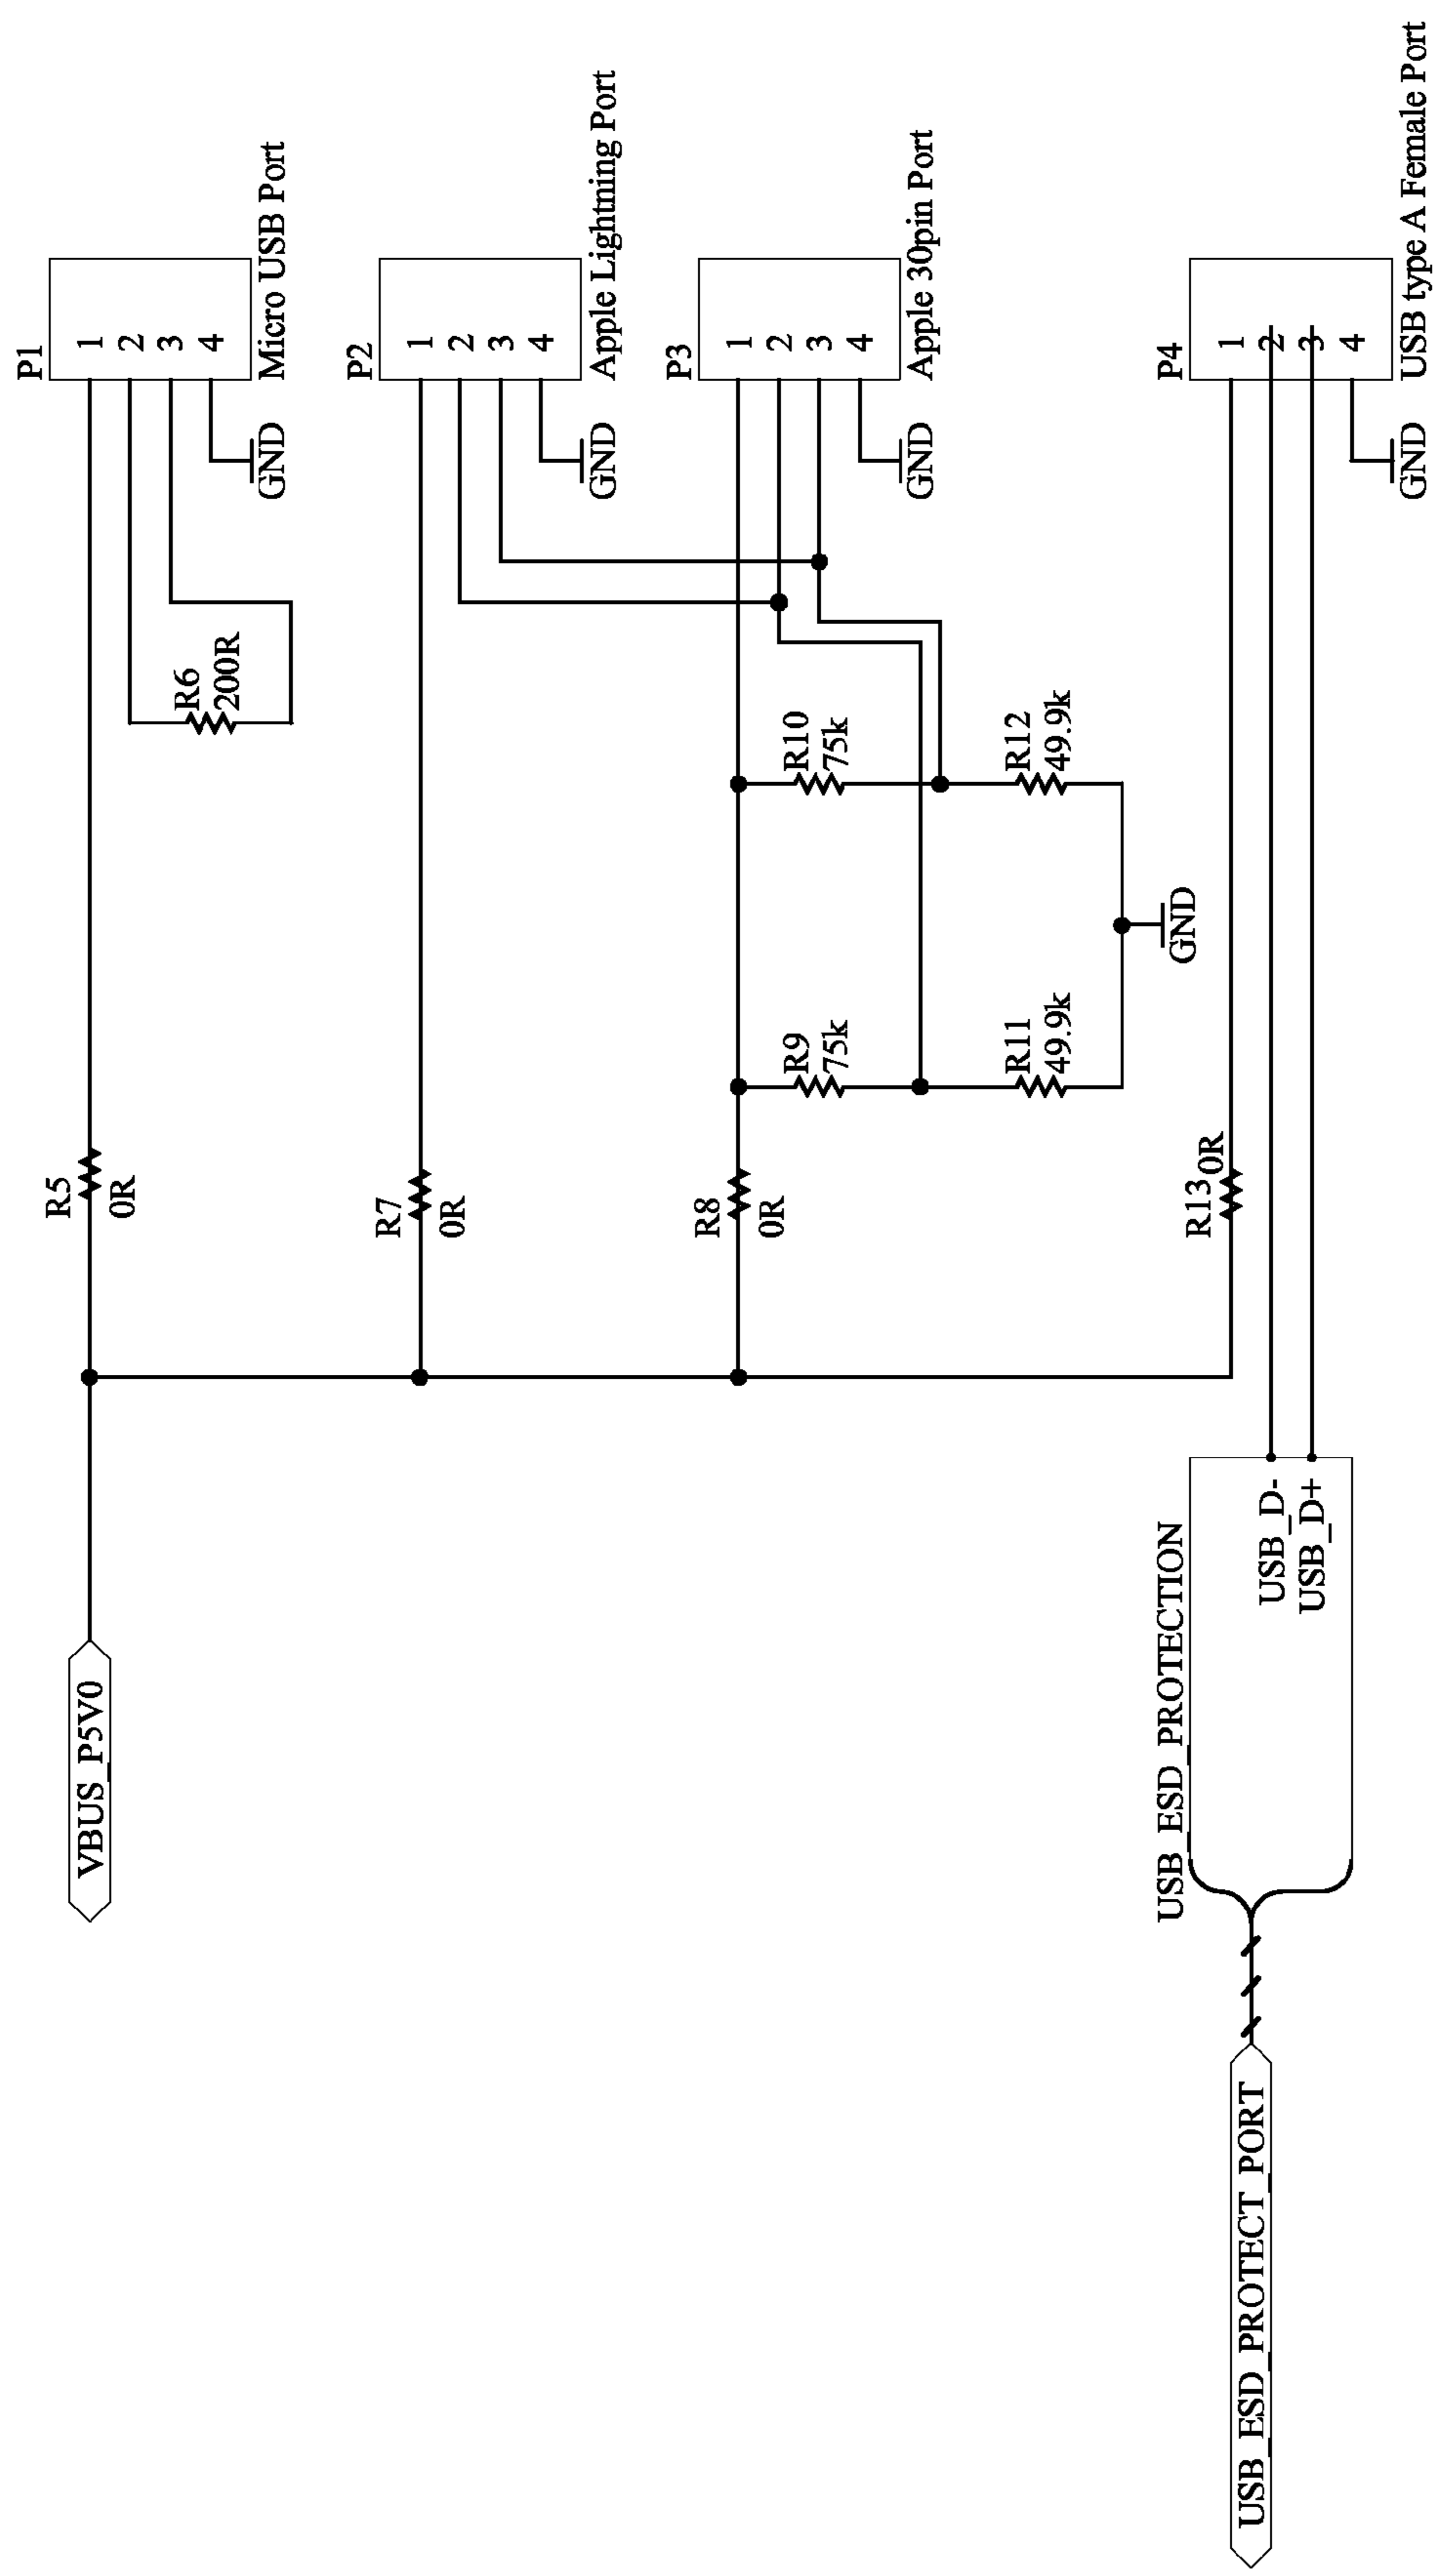 P1
1
2
3
4
Micro USB Port
GND
R5
0R
R6
200R
P2
1
2
3
4
Apple Lightning Port
GND
R7
0R
P3
1
2
3
4
Apple 30pin Port
GND
R8
0R
R9
75k
R10
75k
R11
49.9k
R12
49.9k
GND
P4
1
2
3
4
USB type A Female Port
GND
R13
0R
VBUS_P5V0
USB_ESD_PROTECTION
USB_D-
USB_D+
USB_ESD_PROTECT_PORT